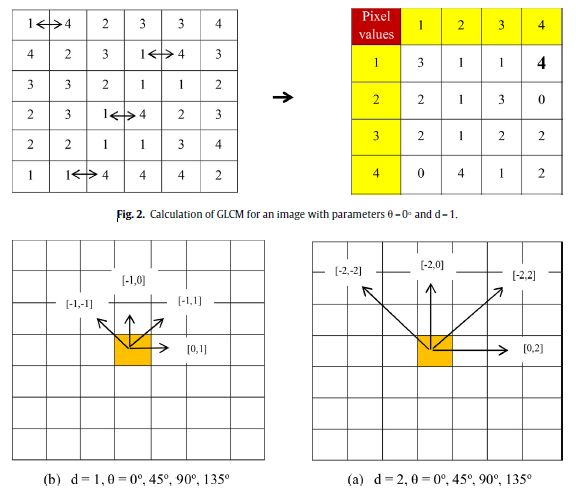 1 4 2 3 3 4
4 2 3 1 4 3
3 3 2 1 1 2
2 3 1 4 2 3
2 2 1 1 3 4
1 1 4 4 4 2
Pixel values 1 2 3 4
1 3 1 1 4
2 2 1 3 0
3 2 1 2 2
4 0 4 1 2
Fig. 2. Calculation of GLCM for an image with parameters θ = 0° and d = 1.
[-1,0]
[-1,-1] [-1,1]
[0,1]
(b) d = 1, θ = 0°, 45°, 90°, 135°
[-2,-2] [-2,0] [-2,2]
[0,2]
(a) d = 2, θ = 0°, 45°, 90°, 135°